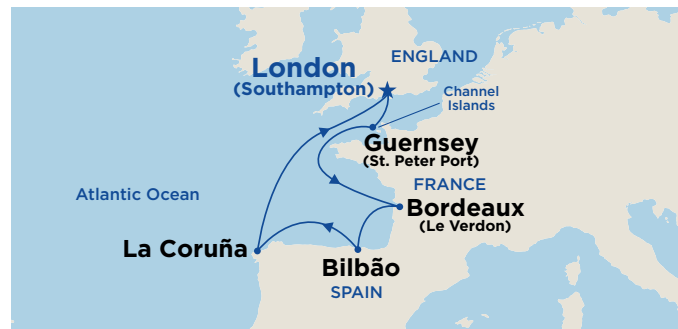 ENGLAND
London
(Southampton)
Channel
Islands
Guernsey
(St. Peter Port)
FRANCE
Atlantic Ocean
Bordeaux
(Le Verdon)
La Coruña
Bilbão
SPAIN